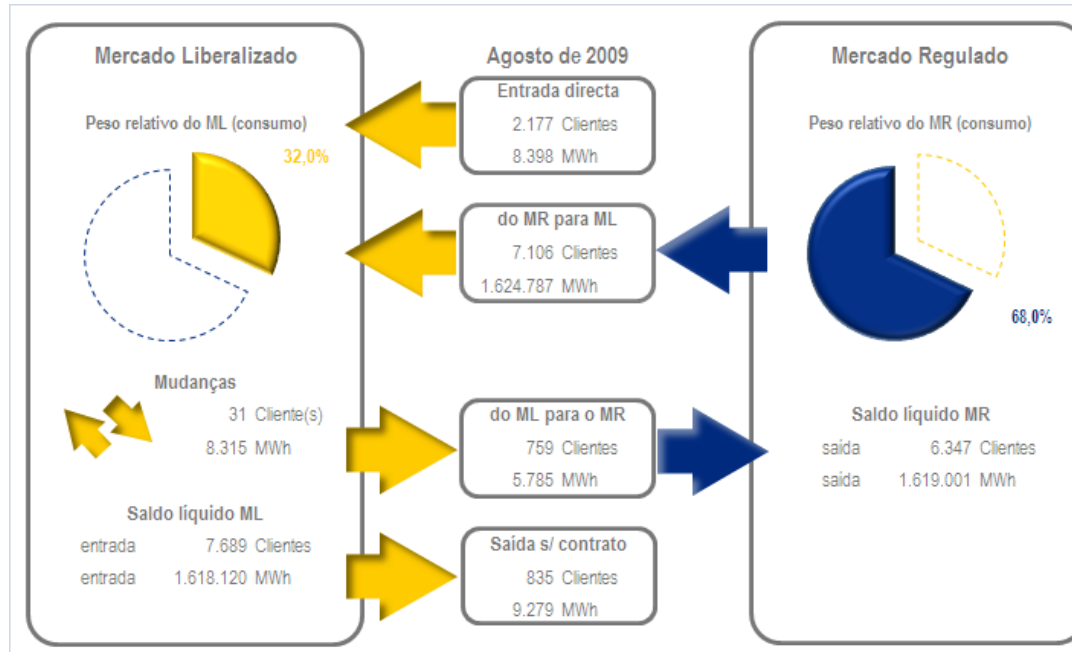 Mercado Liberalizado
Peso relativo do ML (consumo)
32,0%
Mudanças
31 Cliente(s)
8.315 MWh
Saldo líquido ML
entrada 7.689 Clientes
entrada 1.618.120 MWh
Agosto de 2009
Entrada directa
2.177 Clientes
8.398 MWh
do MR para ML
7.106 Clientes
1.624.787 MWh
do ML para o MR
759 Clientes
5.785 MWh
Saída s/ contrato
835 Clientes
9.279 MWh
Mercado Regulado
Peso relativo do MR (consumo)
68,0%
Saldo líquido MR
saída 6.347 Clientes
saída 1.619.001 MWh